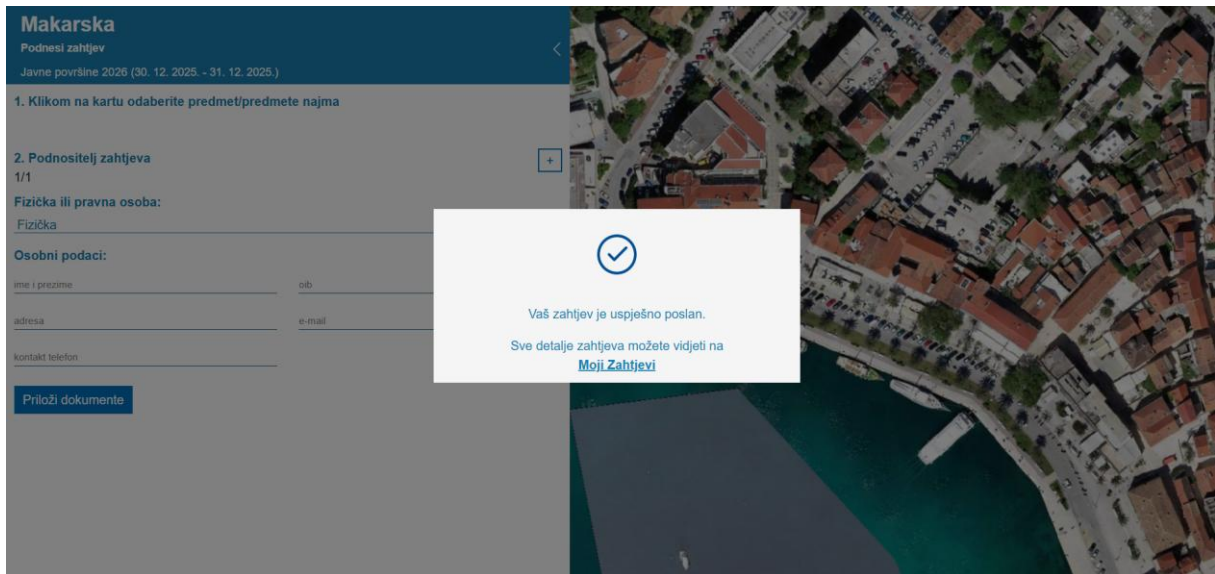 Makarska
Podnesi zahtjev
<
Javne površine 2026 (30. 12. 2025. - 31. 12. 2025.)
1. Klikom na kartu odaberite predmet/predmete najma
2. Podnositelj zahtjeva
+
1/1
Fizička ili pravna osoba:
Fizička
Osobni podaci:
ime i prezime
oib
adresa
e-mail
kontakt telefon
Priloži dokumente
Vaš zahtjev je uspješno poslan.
Sve detalje zahtjeva možete vidjeti na
Moji Zahtjevi